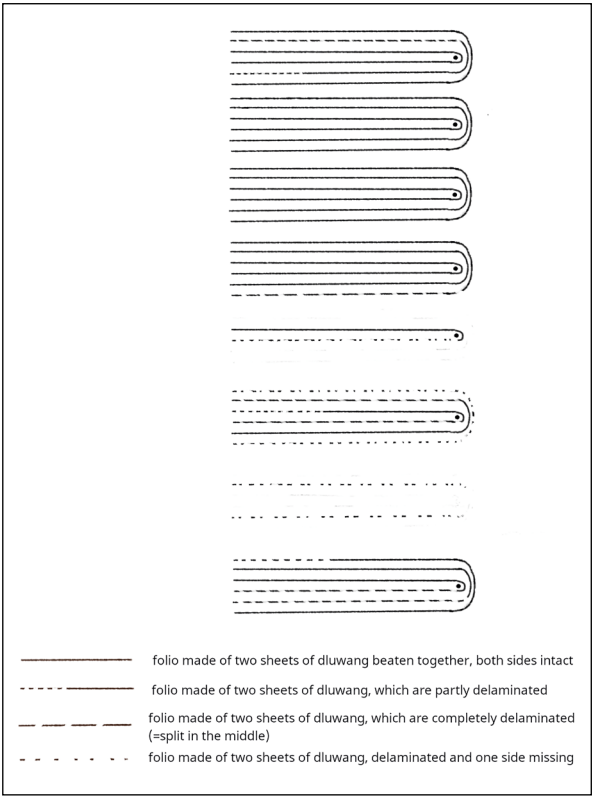 folio made of two sheets of dluwang beaten together, both sides intact
folio made of two sheets of dluwang, which are partly delaminated
folio made of two sheets of dluwang, which are completely delaminated
(=split in the middle)
folio made of two sheets of dluwang, delaminated and one side missing